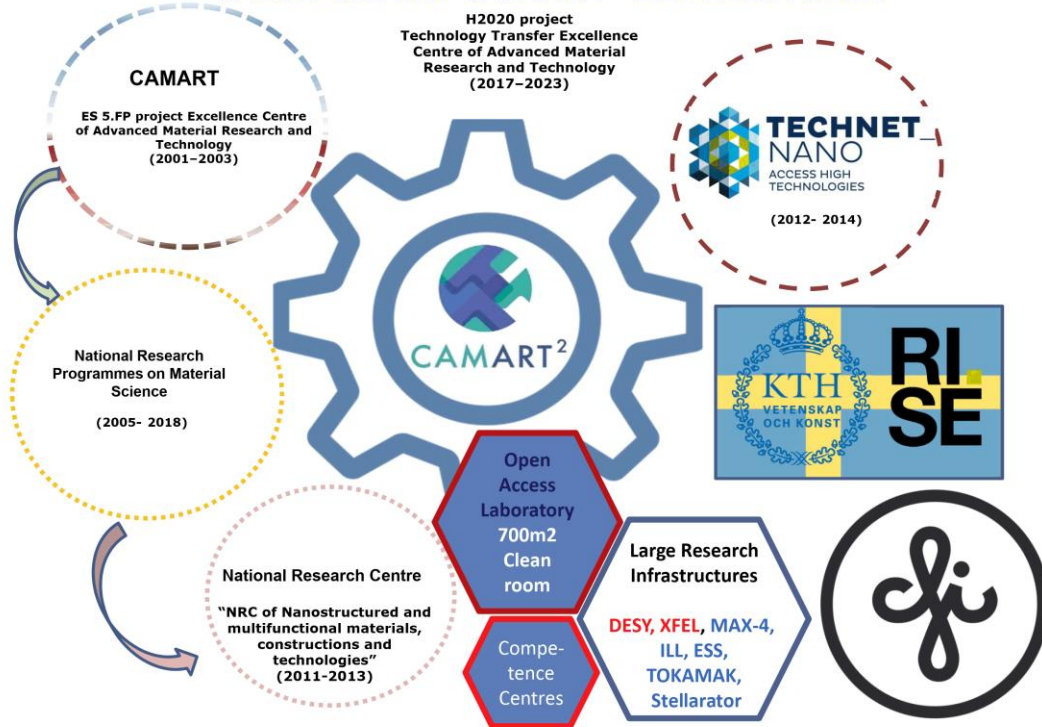 H2020 project
Technology Transfer Excellence
Centre of Advanced Material
Research and Technology
(2017–2023)
CAMART
ES 5.FP project Excellence Centre
of Advanced Material Research and
Technology
(2001–2003)
TECHNET_
NANO
ACCESS HIGH
TECHNOLOGIES
(2012- 2014)
CAMART²
National Research
Programmes on Material
Science
(2005- 2018)
KTH
VETENSKAP
OCH KONST
RI.
SE
Open
Access
Laboratory
700m2
Clean
room
National Research Centre
"NRC of Nanostructured and
multifunctional materials,
constructions and
technologies"
(2011-2013)
Large Research
Infrastructures
DESY, XFEL, MAX-4,
ILL, ESS,
TOKAMAK,
Stellarator
Compe-
tence
Centres